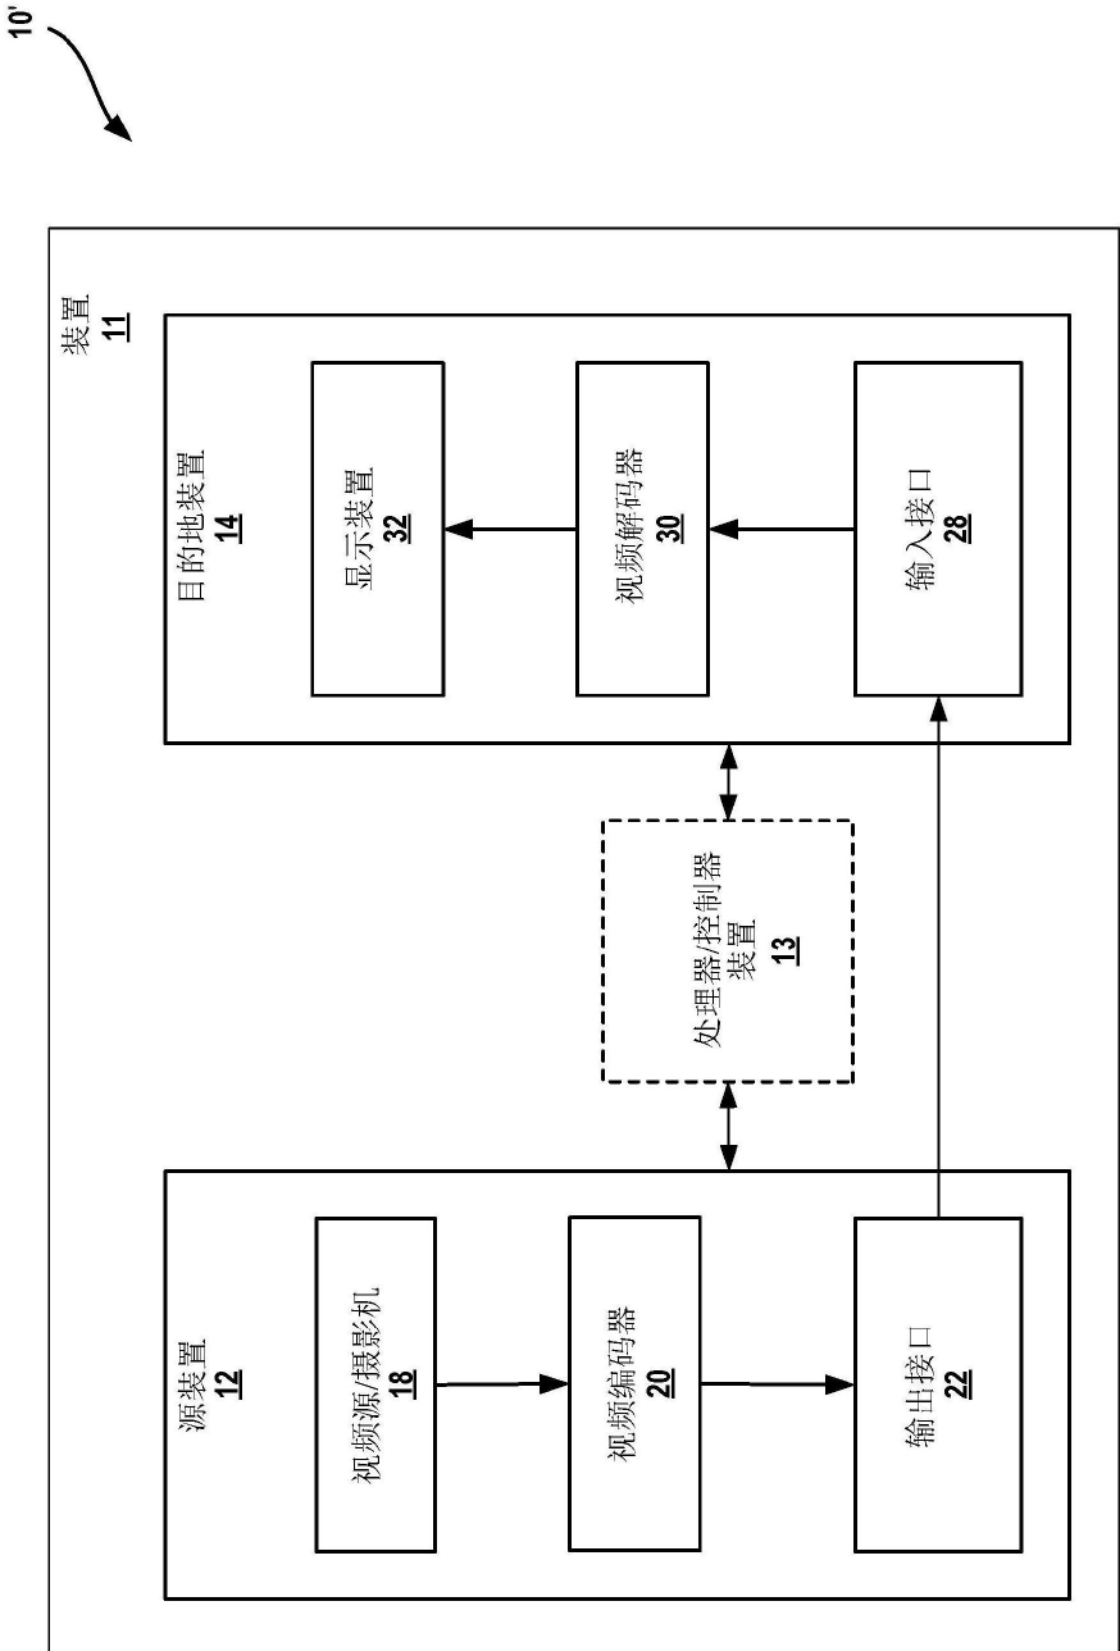 10'
装置
11
源装置
12
视频源/摄影机
18
视频编码器
20
输出接口
22
处理器/控制器
装置
13
目的地装置
14
显示装置
32
视频解码器
30
输入接口
28